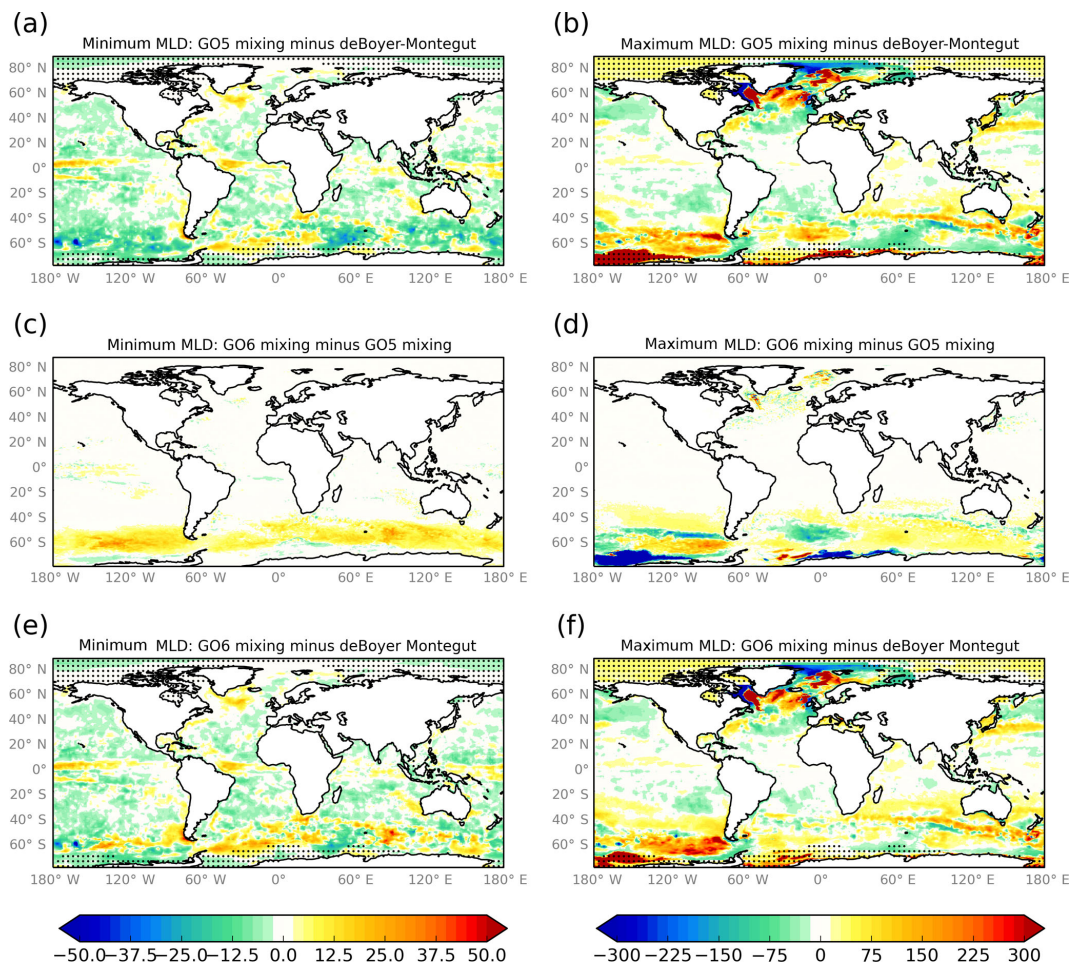 (a)
Minimum MLD: GO5 mixing minus deBoyer-Montegut
80° N
60° N
40° N
20° N
0°
20° S
40° S
60° S
180° W 120° W 60° W 0° 60° E 120° E 180° E
(b)
Maximum MLD: GO5 mixing minus deBoyer-Montegut
80° N
60° N
40° N
20° N
0°
20° S
40° S
60° S
180° W 120° W 60° W 0° 60° E 120° E 180° E
(c)
Minimum MLD: GO6 mixing minus GO5 mixing
80° N
60° N
40° N
20° N
0°
20° S
40° S
60° S
180° W 120° W 60° W 0° 60° E 120° E 180° E
(d)
Maximum MLD: GO6 mixing minus GO5 mixing
80° N
60° N
40° N
20° N
0°
20° S
40° S
60° S
180° W 120° W 60° W 0° 60° E 120° E 180° E
(e)
Minimum MLD: GO6 mixing minus deBoyer Montegut
80° N
60° N
40° N
20° N
0°
20° S
40° S
60° S
180° W 120° W 60° W 0° 60° E 120° E 180° E
(f)
Maximum MLD: GO6 mixing minus deBoyer Montegut
80° N
60° N
40° N
20° N
0°
20° S
40° S
60° S
180° W 120° W 60° W 0° 60° E 120° E 180° E
−50.0 −37.5 −25.0 −12.5 0.0 12.5 25.0 37.5 50.0
−300 −225 −150 −75 0 75 150 225 300